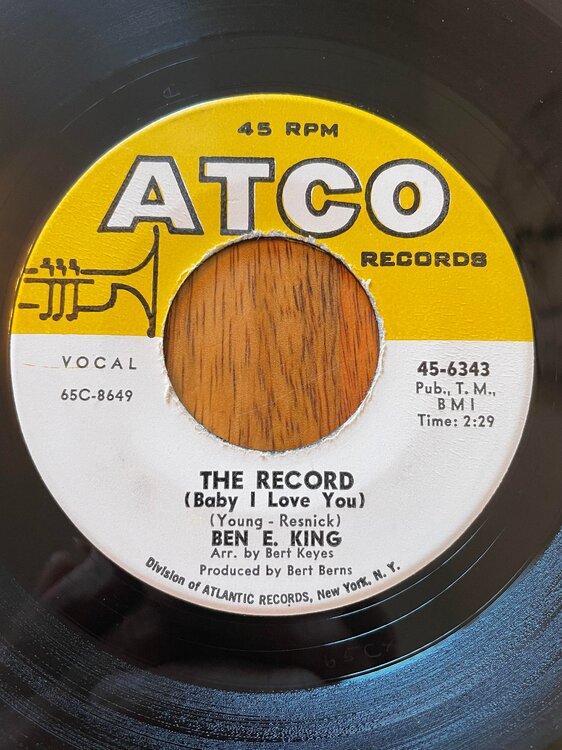 45 RPM
ATCO
RECORDS
VOCAL
65C-8649
45-6343
Pub., T. M.,
B M I
Time: 2:29
THE RECORD
(Baby I Love You)
(Young - Resnick)
BEN E. KING
Arr. by Bert Keyes
Produced by Bert Berns
Division of ATLANTIC RECORDS, New York, N. Y.